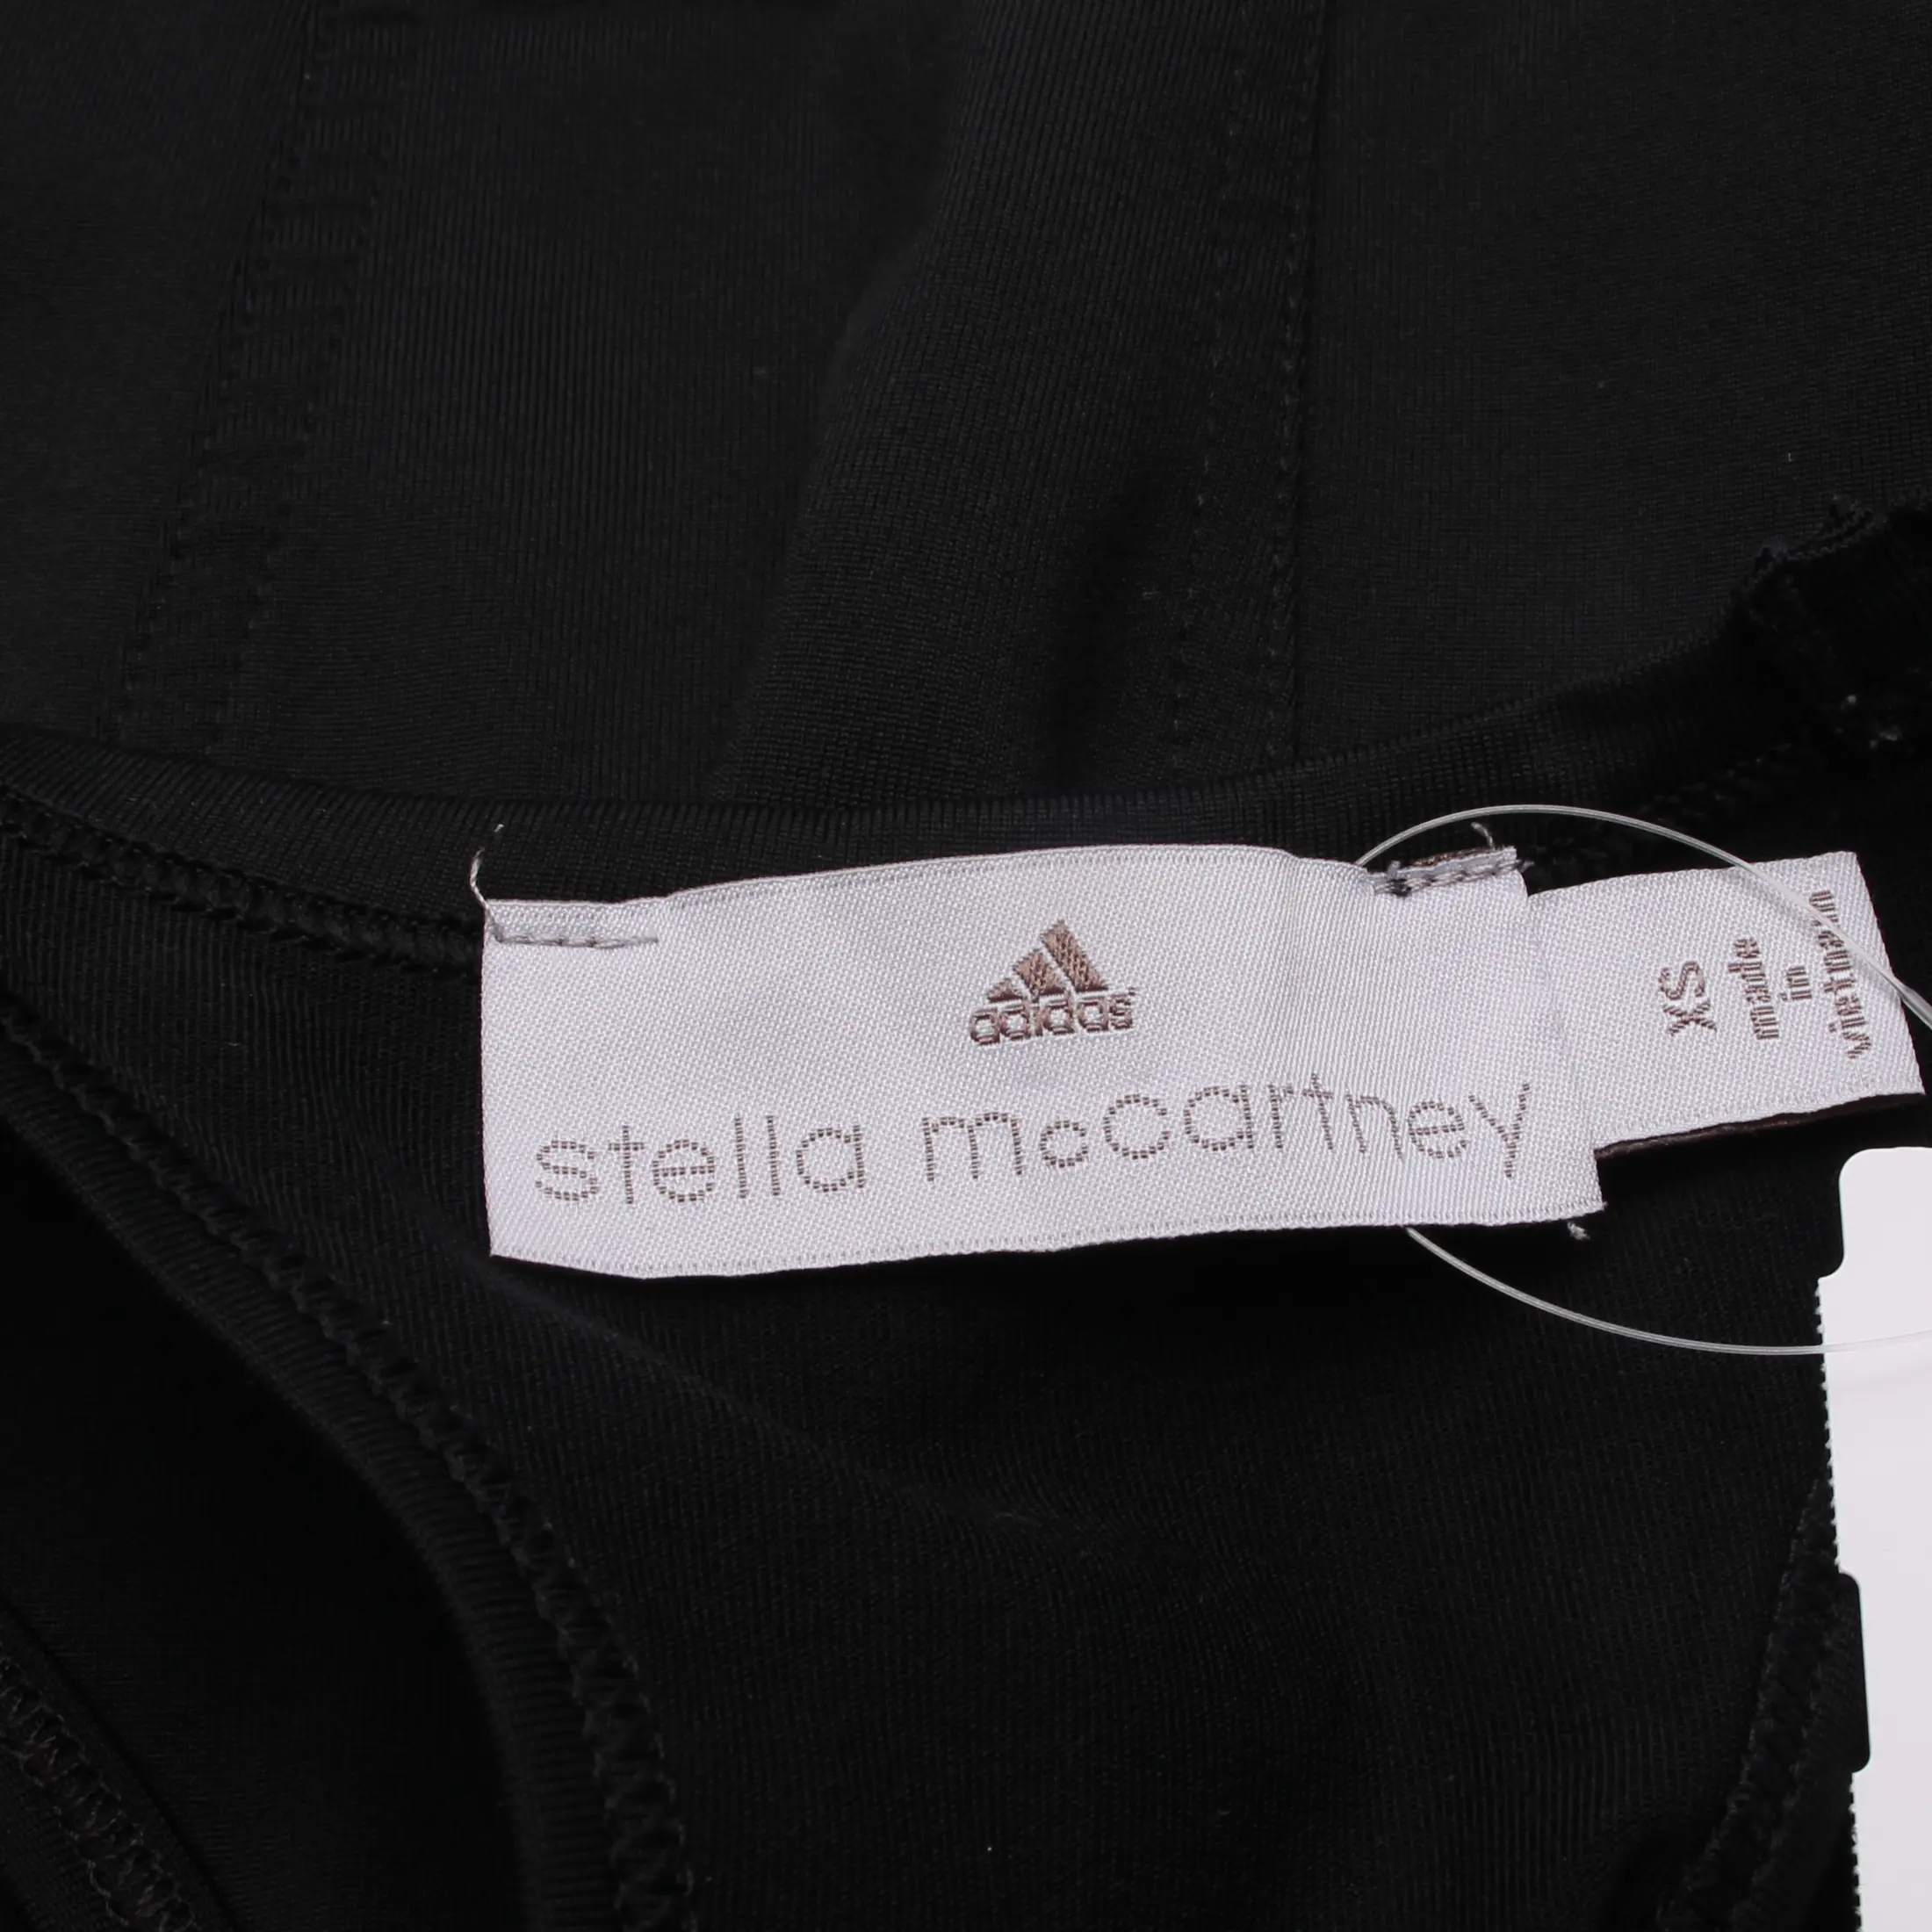 adidas
stella mccartney
XS
made
in
vietnam